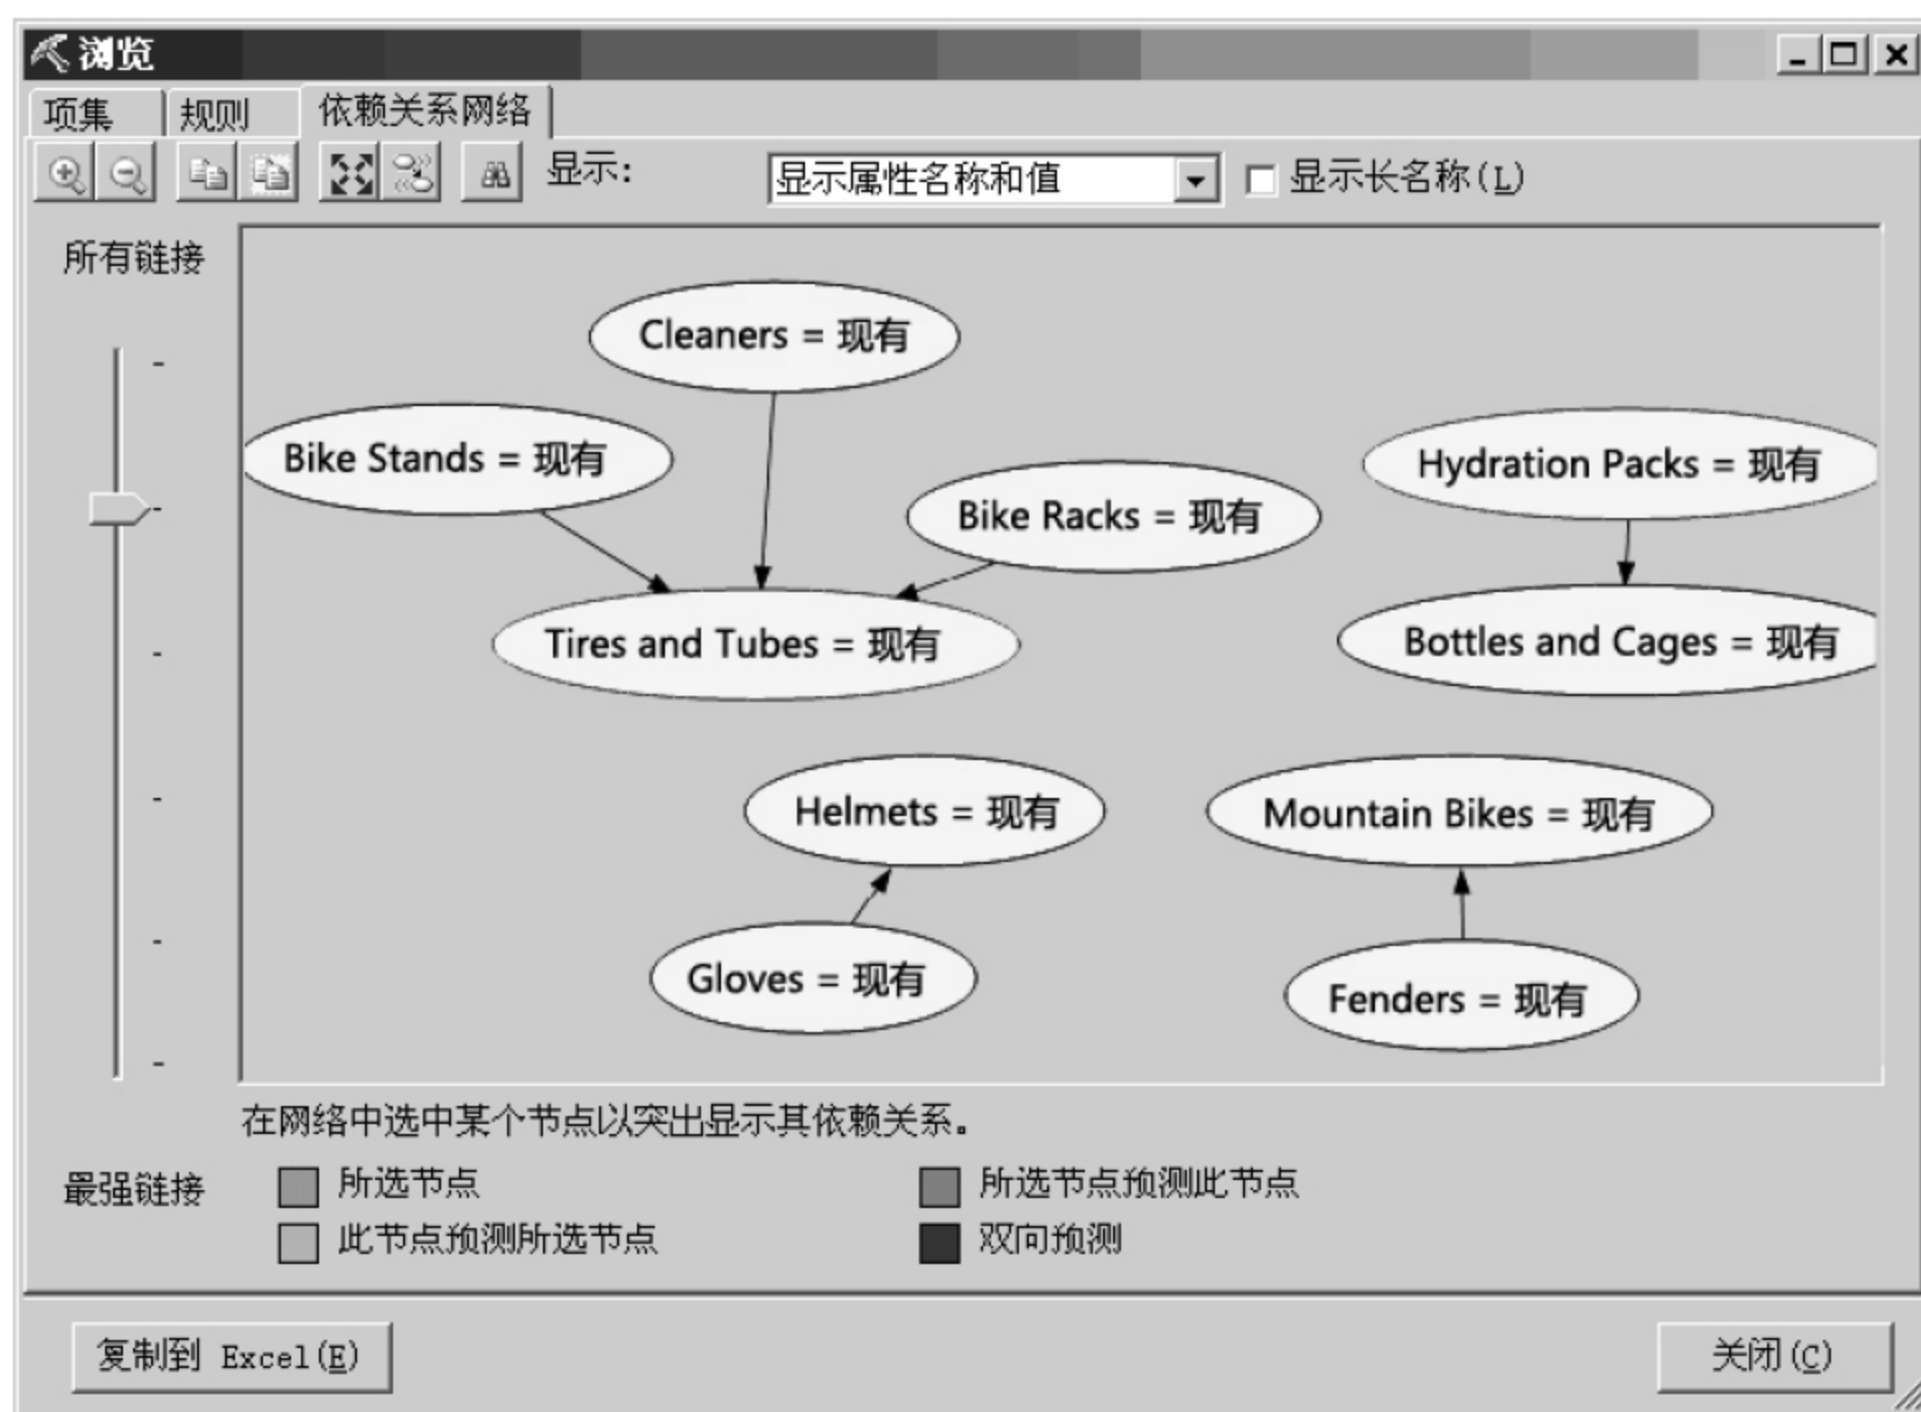 浏览
项集 规则 依赖关系网络
显示: 显示属性名称和值 显示长名称(L)
所有链接
Cleaners = 现有
Bike Stands = 现有
Hydration Packs = 现有
Bike Racks = 现有
Tires and Tubes = 现有
Bottles and Cages = 现有
Helmets = 现有
Mountain Bikes = 现有
Gloves = 现有
Fenders = 现有
在网络中选中某个节点以突出显示其依赖关系。
最强链接
所选节点 所选节点预测此节点
此节点预测所选节点 双向预测
复制到 Excel(E) 关闭(C)